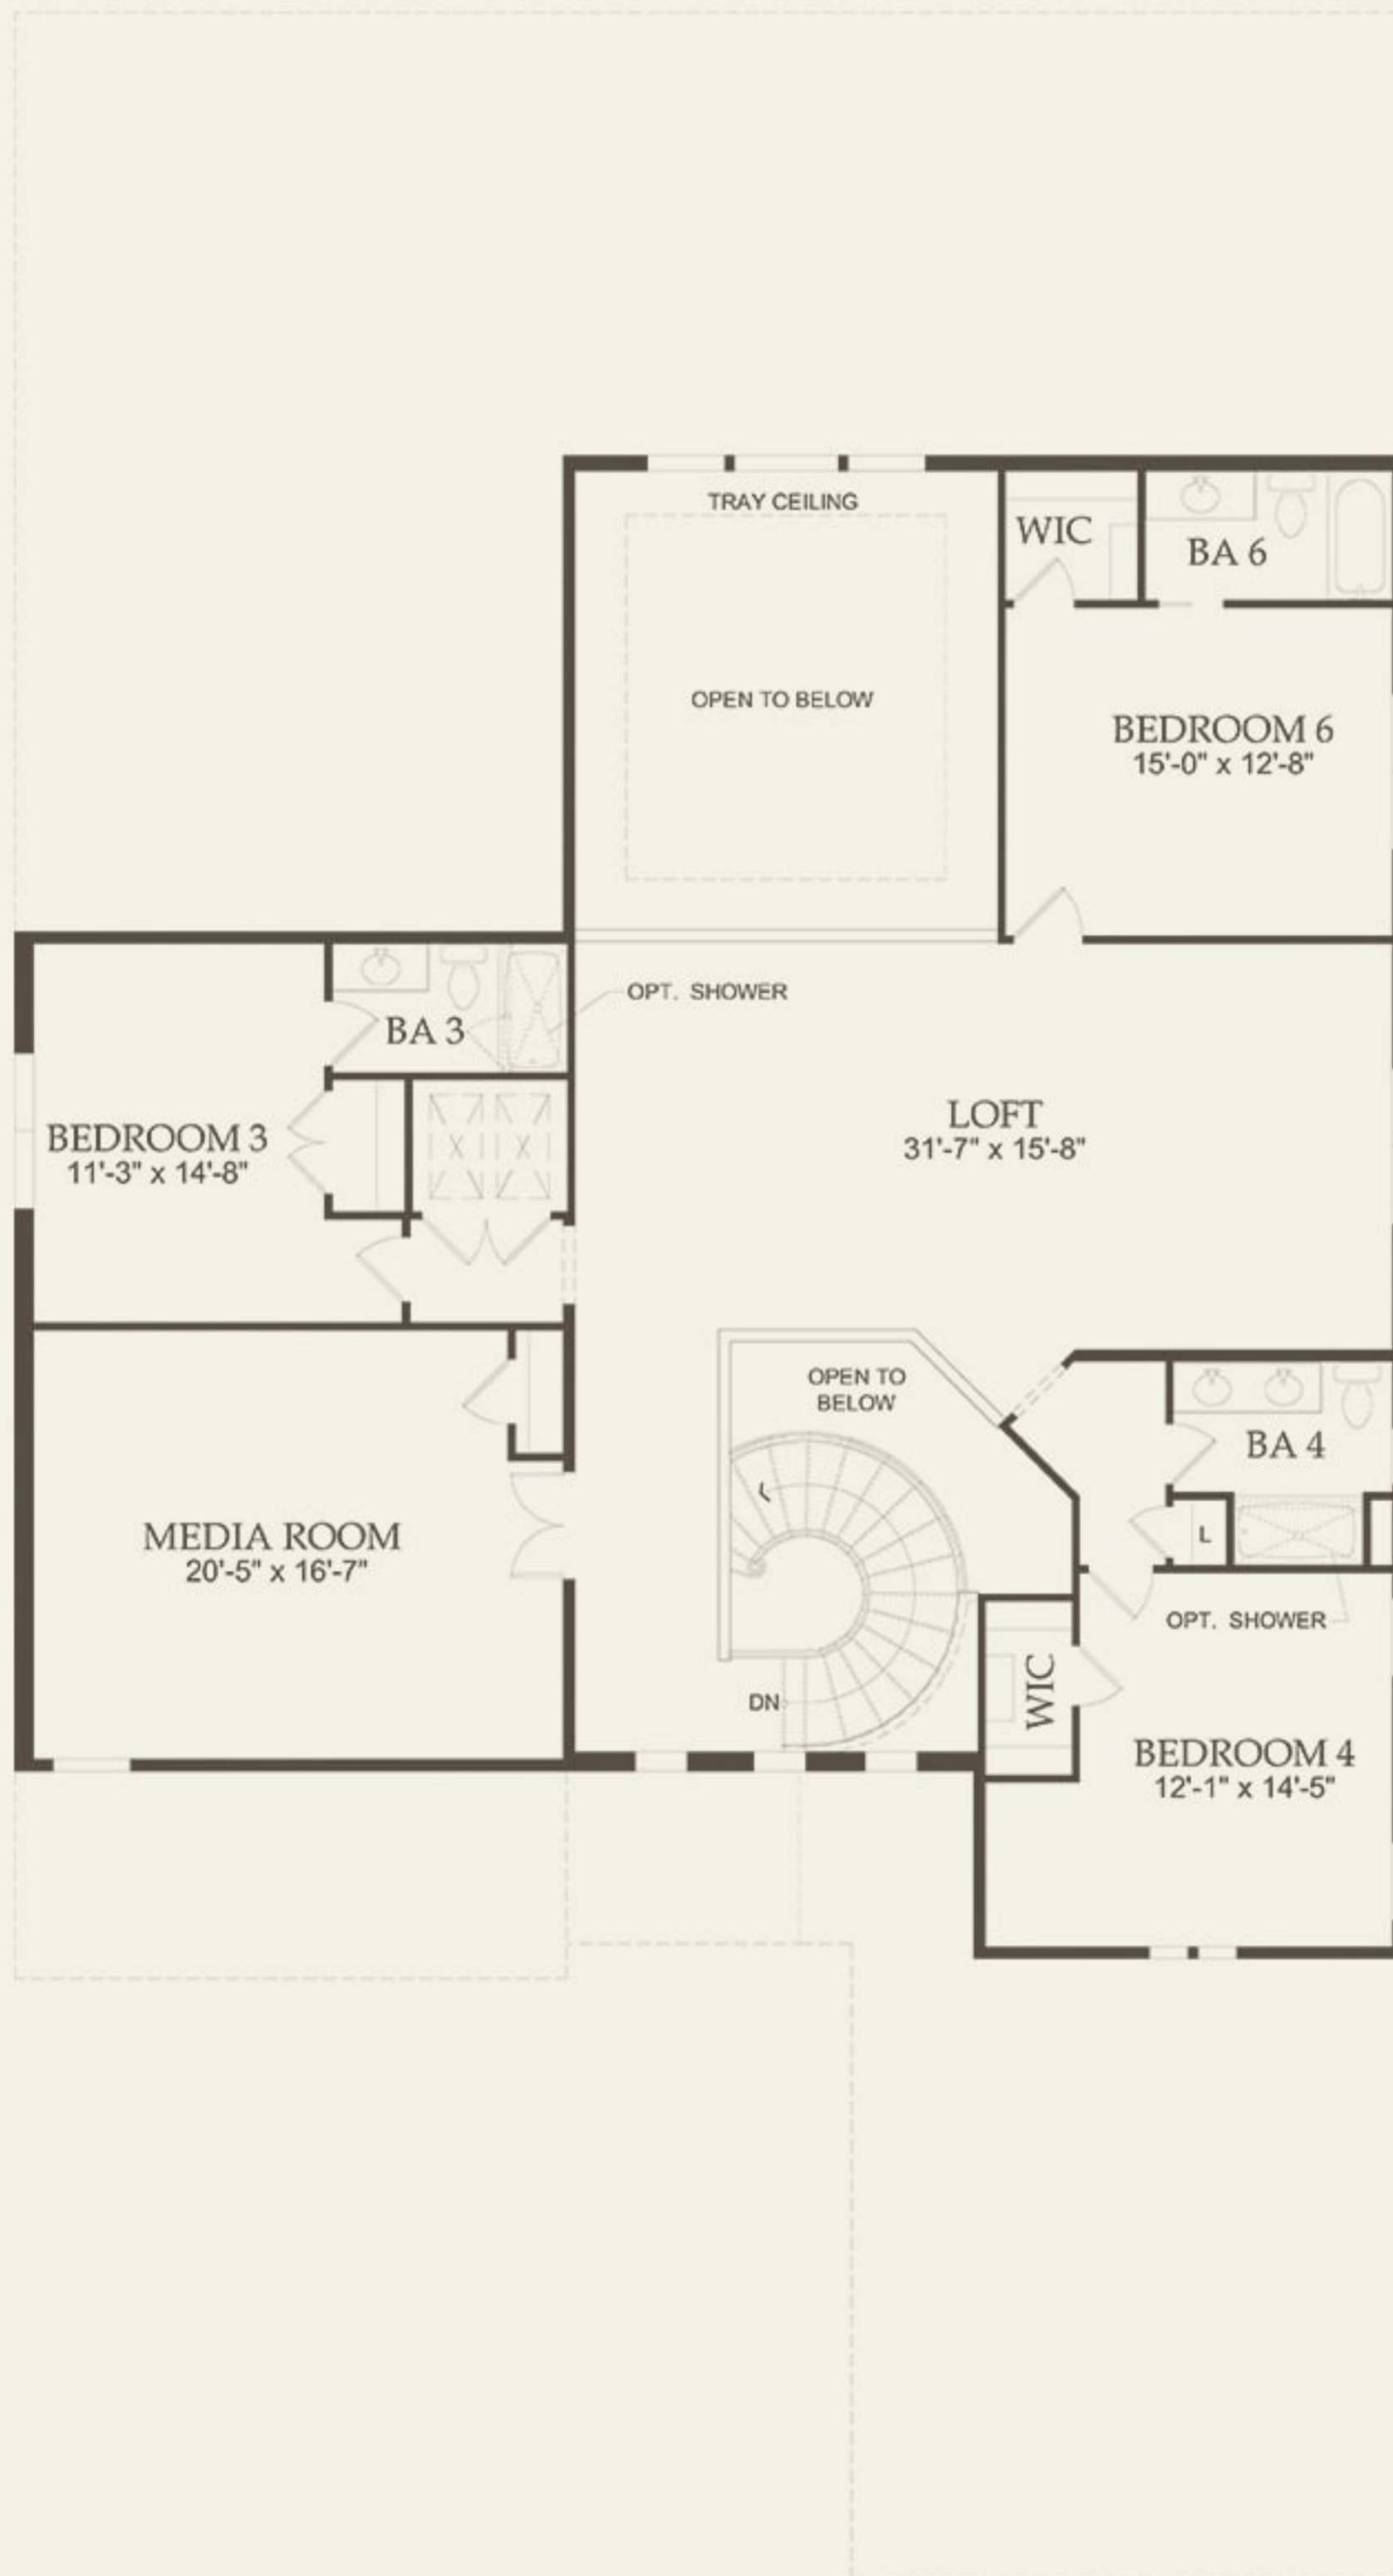 TRAY CEILING
WIC
BA 6
OPEN TO BELOW
BEDROOM 6
15'-0" x 12'-8"
OPT. SHOWER
BA 3
BEDROOM 3
11'-3" x 14'-8"
LOFT
31'-7" x 15'-8"
OPEN TO
BELOW
BA 4
MEDIA ROOM
20'-5" x 16'-7"
L
OPT. SHOWER
WIC
DN
BEDROOM 4
12'-1" x 14'-5"